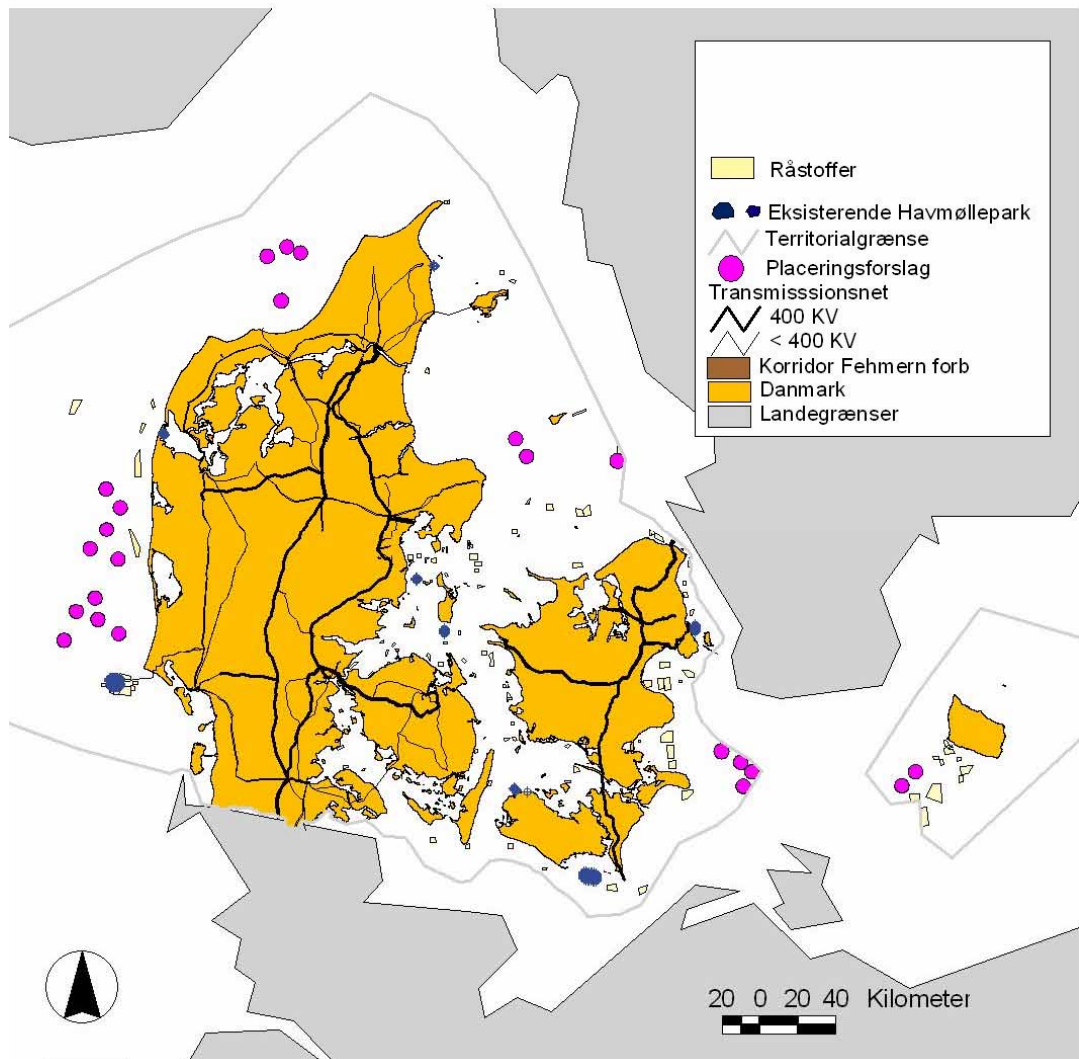 Råstoffer
Eksisterende Havmøllepark
Territorialgrænse
Placeringsforslag
Transmisssionsnet
400 KV
< 400 KV
Korridor Fehmern forb
Danmark
Landegrænser
20 0 20 40 Kilometer